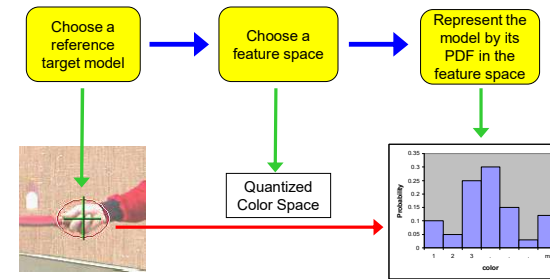 Choose a
reference
target model
Choose a
feature space
Represent the
model by its
PDF in the
feature space
Quantized
Color Space
0.35
0.3
0.25
0.2
0.15
0.1
0.05
0
Probability
1 2 3 . . . m
color